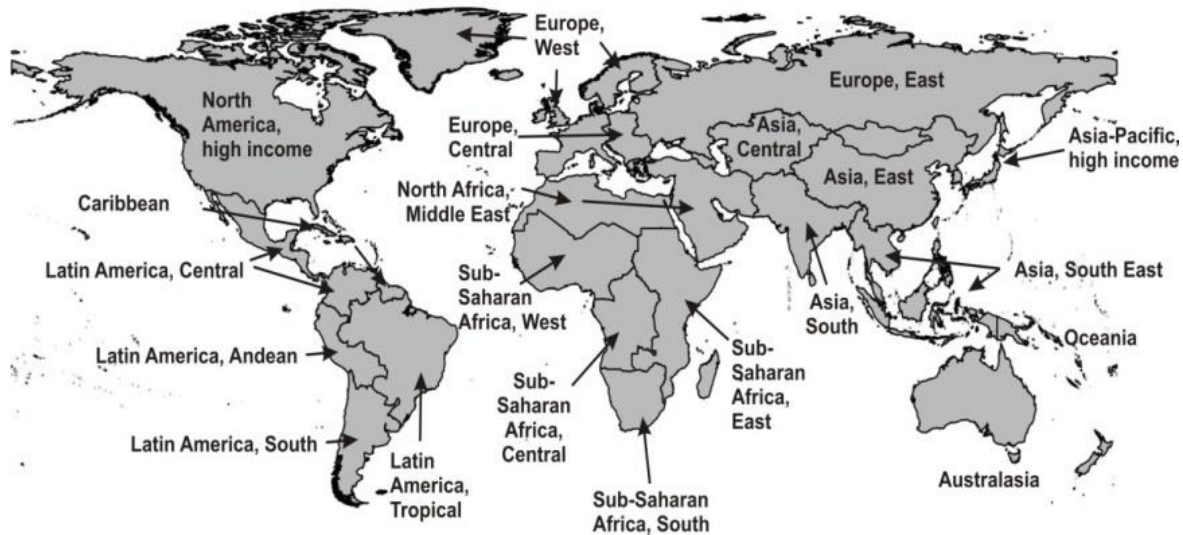 Europe,
West
Europe, East
North
America,
high income
Europe,
Central
Asia,
Central
Asia-Pacific,
high income
Asia, East
North Africa,
Middle East
Caribbean
Latin America, Central
Sub-
Saharan
Africa, West
Asia, South East
Asia,
South
Oceania
Latin America, Andean
Sub-
Saharan
Africa,
Central
Sub-
Saharan
Africa,
East
Latin America, South
Latin
America,
Tropical
Australasia
Sub-Saharan
Africa, South